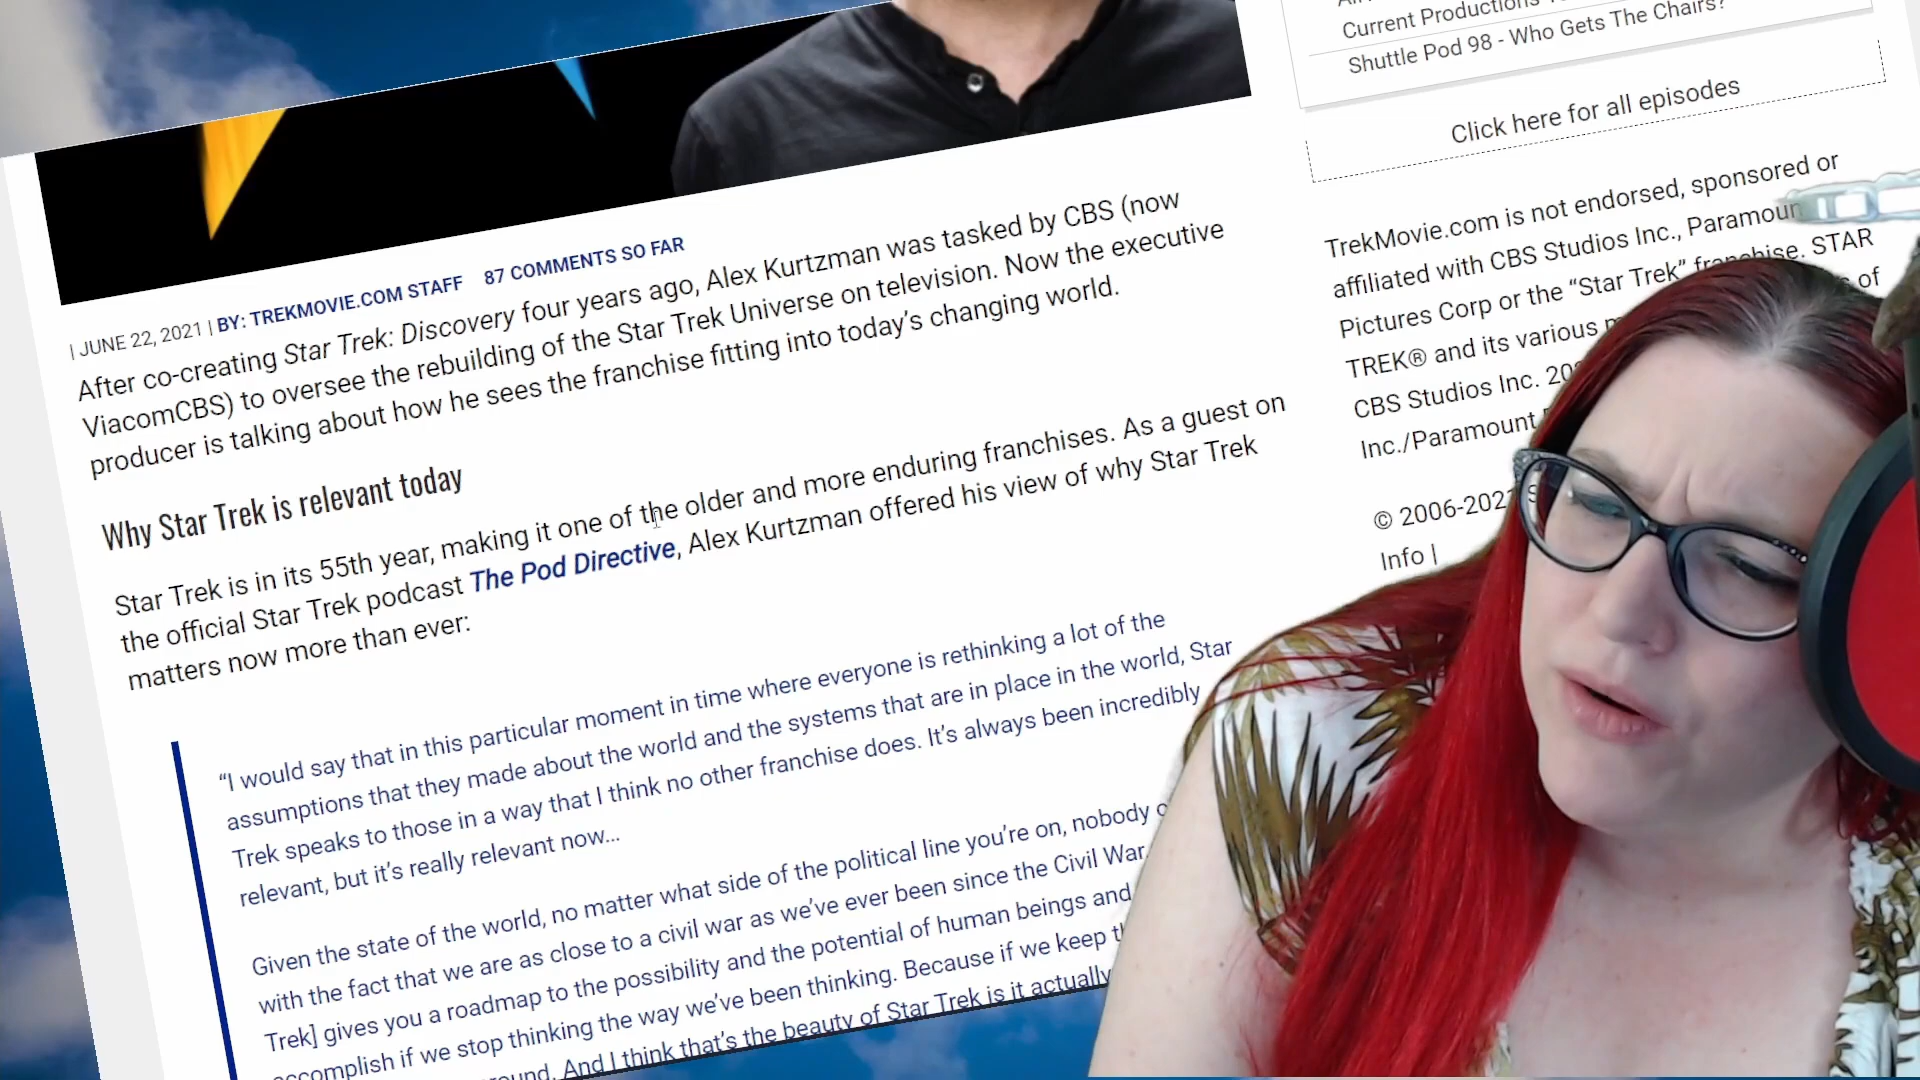 Current Productions
Shuttle Pod 98 - Who Gets The Chairs?
Click here for all episodes
| JUNE 22, 2021 | BY: TREKMOVIE.COM STAFF 87 COMMENTS SO FAR
After co-creating Star Trek: Discovery four years ago, Alex Kurtzman was tasked by CBS (now
ViacomCBS) to oversee the rebuilding of the Star Trek Universe on television. Now the executive
producer is talking about how he sees the franchise fitting into today’s changing world.
Why Star Trek is relevant today
Star Trek is in its 55th year, making it one of the older and more enduring franchises. As a guest on
the official Star Trek podcast The Pod Directive, Alex Kurtzman offered his view of why Star Trek
matters now more than ever:
“I would say that in this particular moment in time where everyone is rethinking a lot of the
assumptions that they made about the world and the systems that are in place in the world, Star
Trek speaks to those in a way that I think no other franchise does. It’s always been incredibly
relevant, but it’s really relevant now…
Given the state of the world, no matter what side of the political line you’re on, nobody
with the fact that we are as close to a civil war as we’ve ever been since the Civil War
Trek] gives you a roadmap to the possibility and the potential of human beings and
accomplish if we stop thinking the way we’ve been thinking. Because if we keep
And I think that’s the beauty of Star Trek is it actually
TrekMovie.com is not endorsed, sponsored or
affiliated with CBS Studios Inc., Paramount
Pictures Corp or the “Star Trek” franchise. STAR
TREK® and its various of
CBS Studios Inc.
Inc./Paramount
© 2006-202
Info |